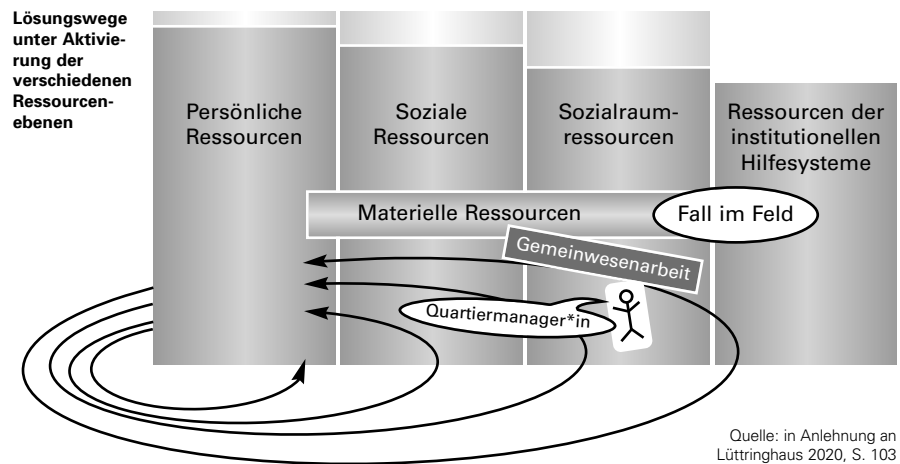 Lösungswege
unter Aktivie-
rung der
verschiedenen
Ressourcen-
ebenen
Persönliche
Ressourcen
Soziale
Ressourcen
Sozialraum-
ressourcen
Ressourcen der
institutionellen
Hilfesysteme
Materielle Ressourcen
Fall im Feld
Gemeinwesenarbeit
Quartiermanager*in
Quelle: in Anlehnung an
Lüttringhaus 2020, S. 103